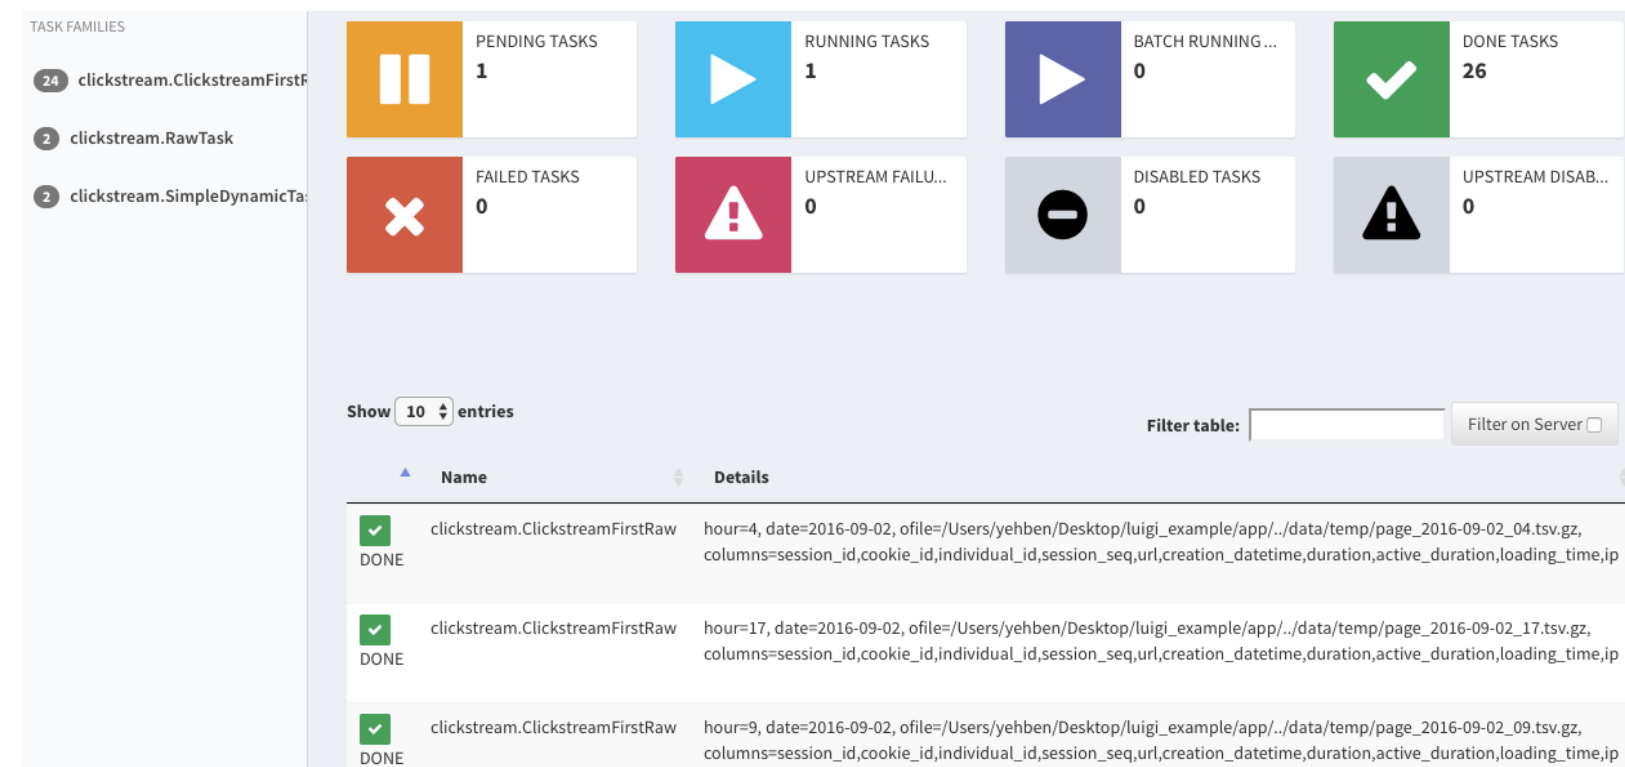 TASK FAMILIES
24 clickstream.ClickstreamFirstR
2 clickstream.RawTask
2 clickstream.SimpleDynamicTa
PENDING TASKS
1
RUNNING TASKS
1
BATCH RUNNING ...
0
DONE TASKS
26
FAILED TASKS
0
UPSTREAM FAILU...
0
DISABLED TASKS
0
UPSTREAM DISAB...
0
Show 10 entries
Filter table:
Filter on Server
Name Details
DONE clickstream.ClickstreamFirstRaw hour=4, date=2016-09-02, ofile=/Users/yehben/Desktop/luigi_example/app/../data/temp/page_2016-09-02_04.tsv.gz,
columns=session_id,cookie_id,individual_id,session_seq,url,creation_datetime,duration,active_duration,loading_time,ip
DONE clickstream.ClickstreamFirstRaw hour=17, date=2016-09-02, ofile=/Users/yehben/Desktop/luigi_example/app/../data/temp/page_2016-09-02_17.tsv.gz,
columns=session_id,cookie_id,individual_id,session_seq,url,creation_datetime,duration,active_duration,loading_time,ip
DONE clickstream.ClickstreamFirstRaw hour=9, date=2016-09-02, ofile=/Users/yehben/Desktop/luigi_example/app/../data/temp/page_2016-09-02_09.tsv.gz,
columns=session_id,cookie_id,individual_id,session_seq,url,creation_datetime,duration,active_duration,loading_time,ip